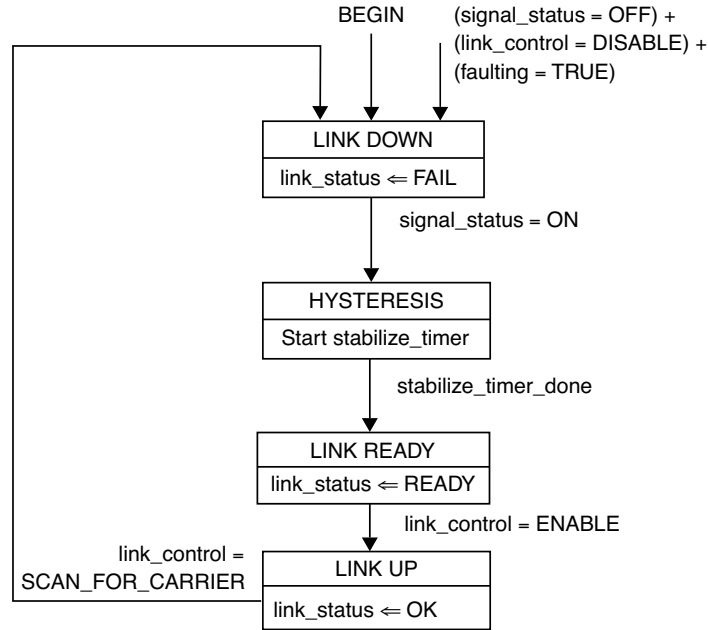 BEGIN
(signal_status = OFF) +
(link_control = DISABLE) +
(faulting = TRUE)
LINK DOWN
link_status ⇐ FAIL
signal_status = ON
HYSTERESIS
Start stabilize_timer
stabilize_timer_done
LINK READY
link_status ⇐ READY
link_control = ENABLE
link_control =
SCAN_FOR_CARRIER
LINK UP
link_status ⇐ OK